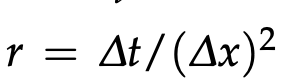 r = Δt/(Δx)²